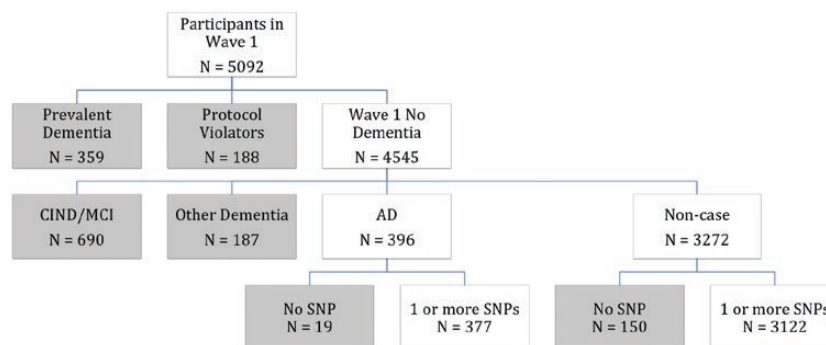 Participants in
Wave 1
N = 5092
Prevalent
Dementia
N = 359
Protocol
Violators
N = 188
Wave 1 No
Dementia
N = 4545
CIND/MCI
N = 690
Other Dementia
N = 187
AD
N = 396
Non-case
N = 3272
No SNP
N = 19
1 or more SNPs
N = 377
No SNP
N = 150
1 or more SNPs
N = 3122